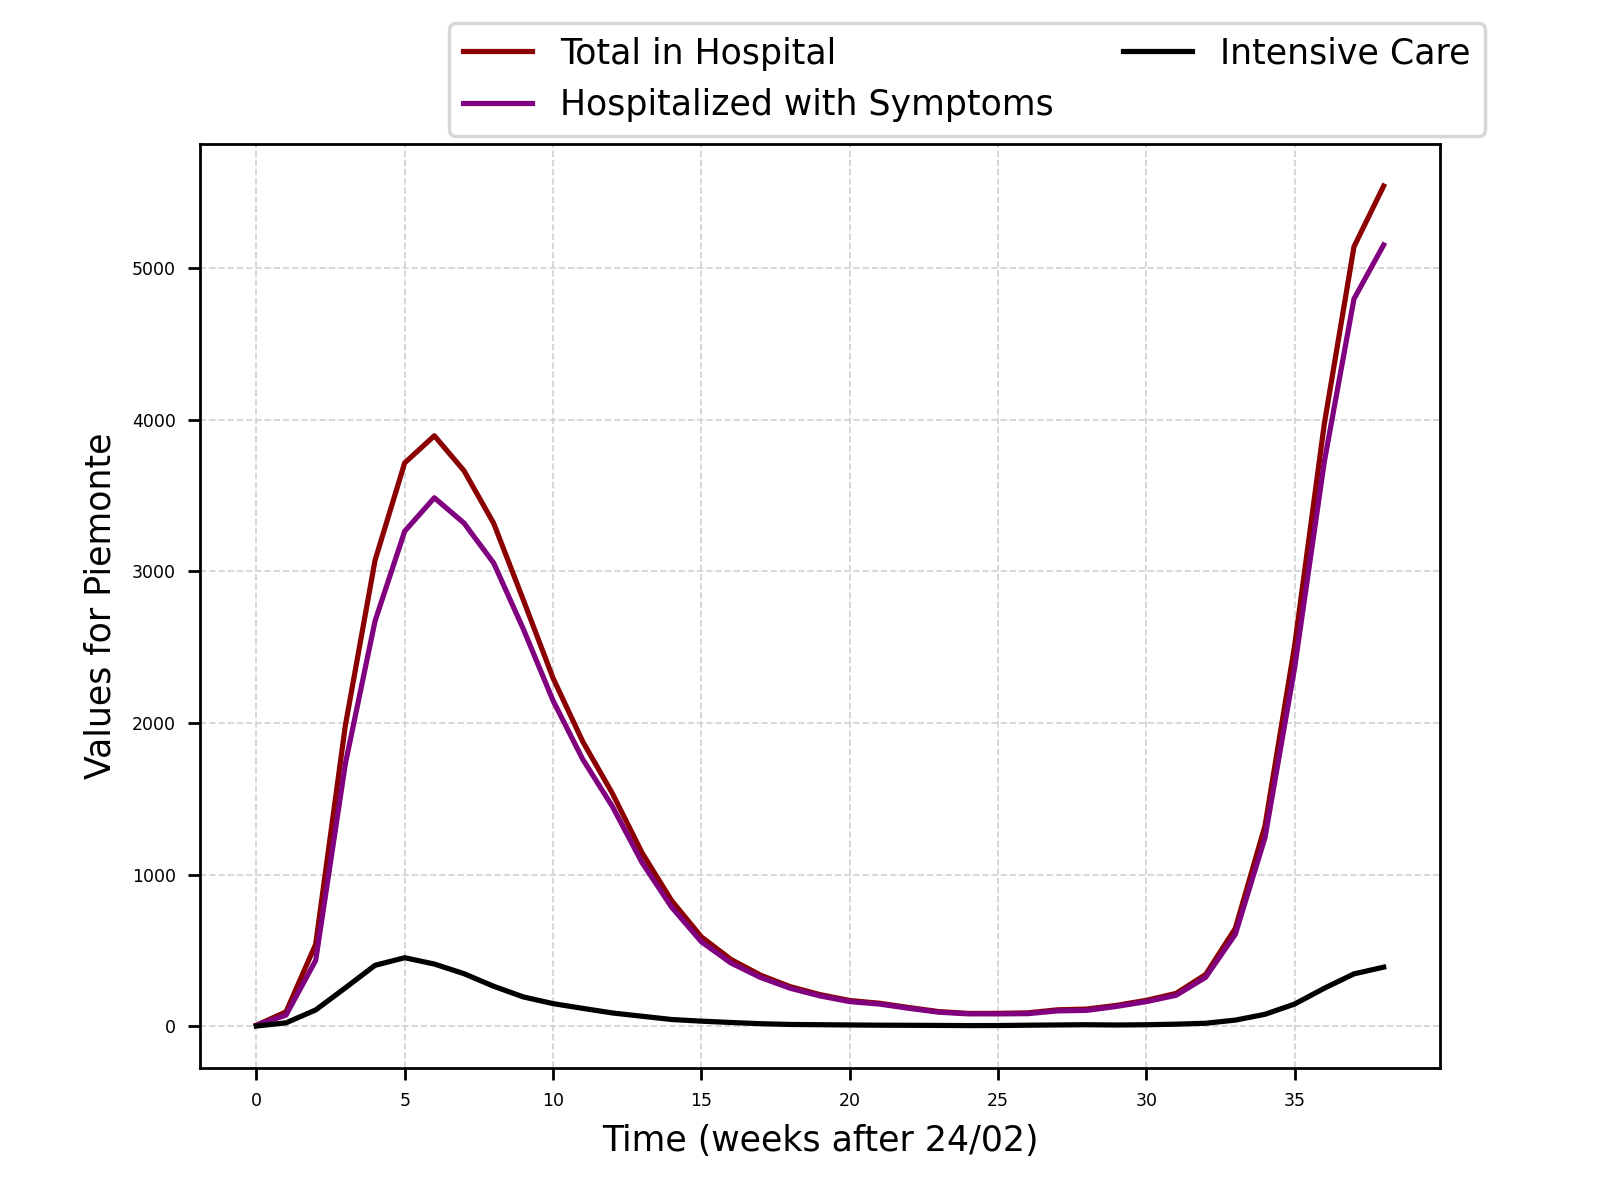 Total in Hospital
Hospitalized with Symptoms
Intensive Care
Values for Piemonte
5000
4000
3000
2000
1000
0
0 5 10 15 20 25 30 35
Time (weeks after 24/02)